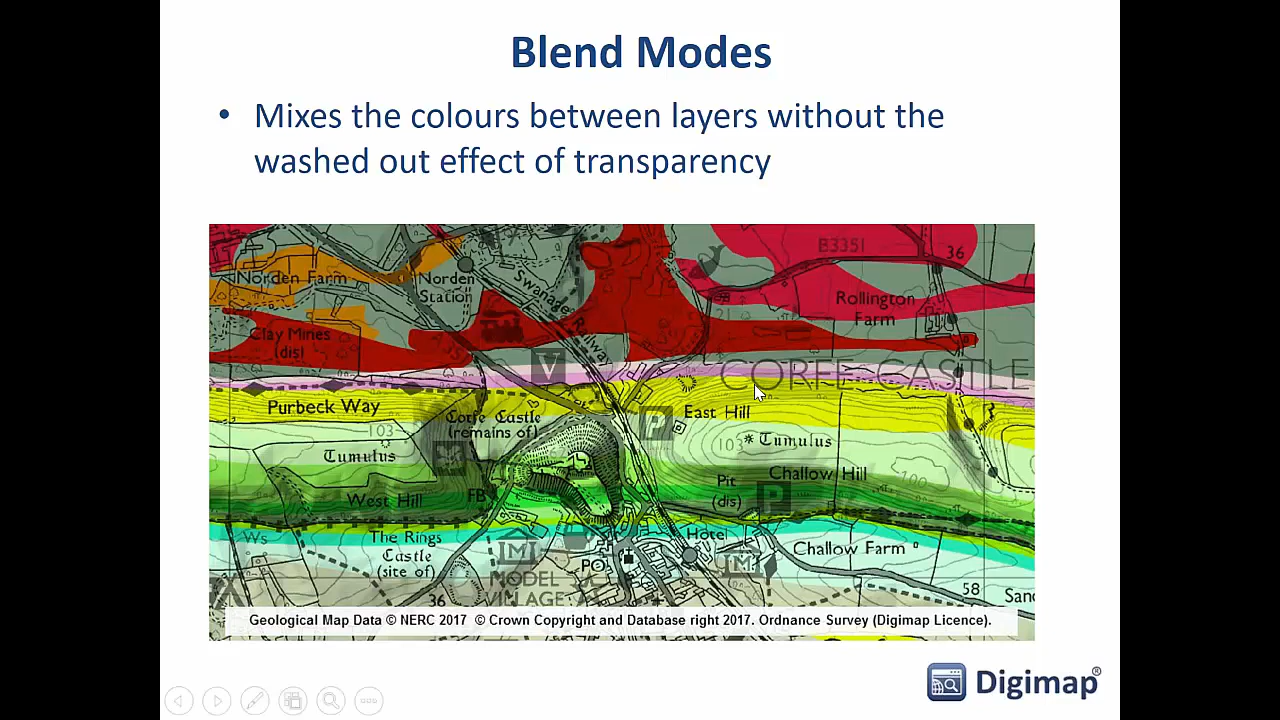 Blend Modes
• Mixes the colours between layers without the
washed out effect of transparency
B3351
36
Norden Farm
Norden
Station
Swanage Railway
Rollington
Farm
Clay Mines
(dis)
CORFE CASTLE
Purbeck Way
103
Corfe Castle
(remains of)
V
P
East Hill
103
Tumulus
Tumulus
Challow Hill
100
West Hill
FB
Pit
(dis)
P
Ws
The Rings
Castle
(site of)
Hotel
Challow Farm
M
M
PO
MODEL
VILLAGE
36
58
Geological Map Data © NERC 2017 © Crown Copyright and Database right 2017. Ordnance Survey (Digimap Licence).
Digimap®